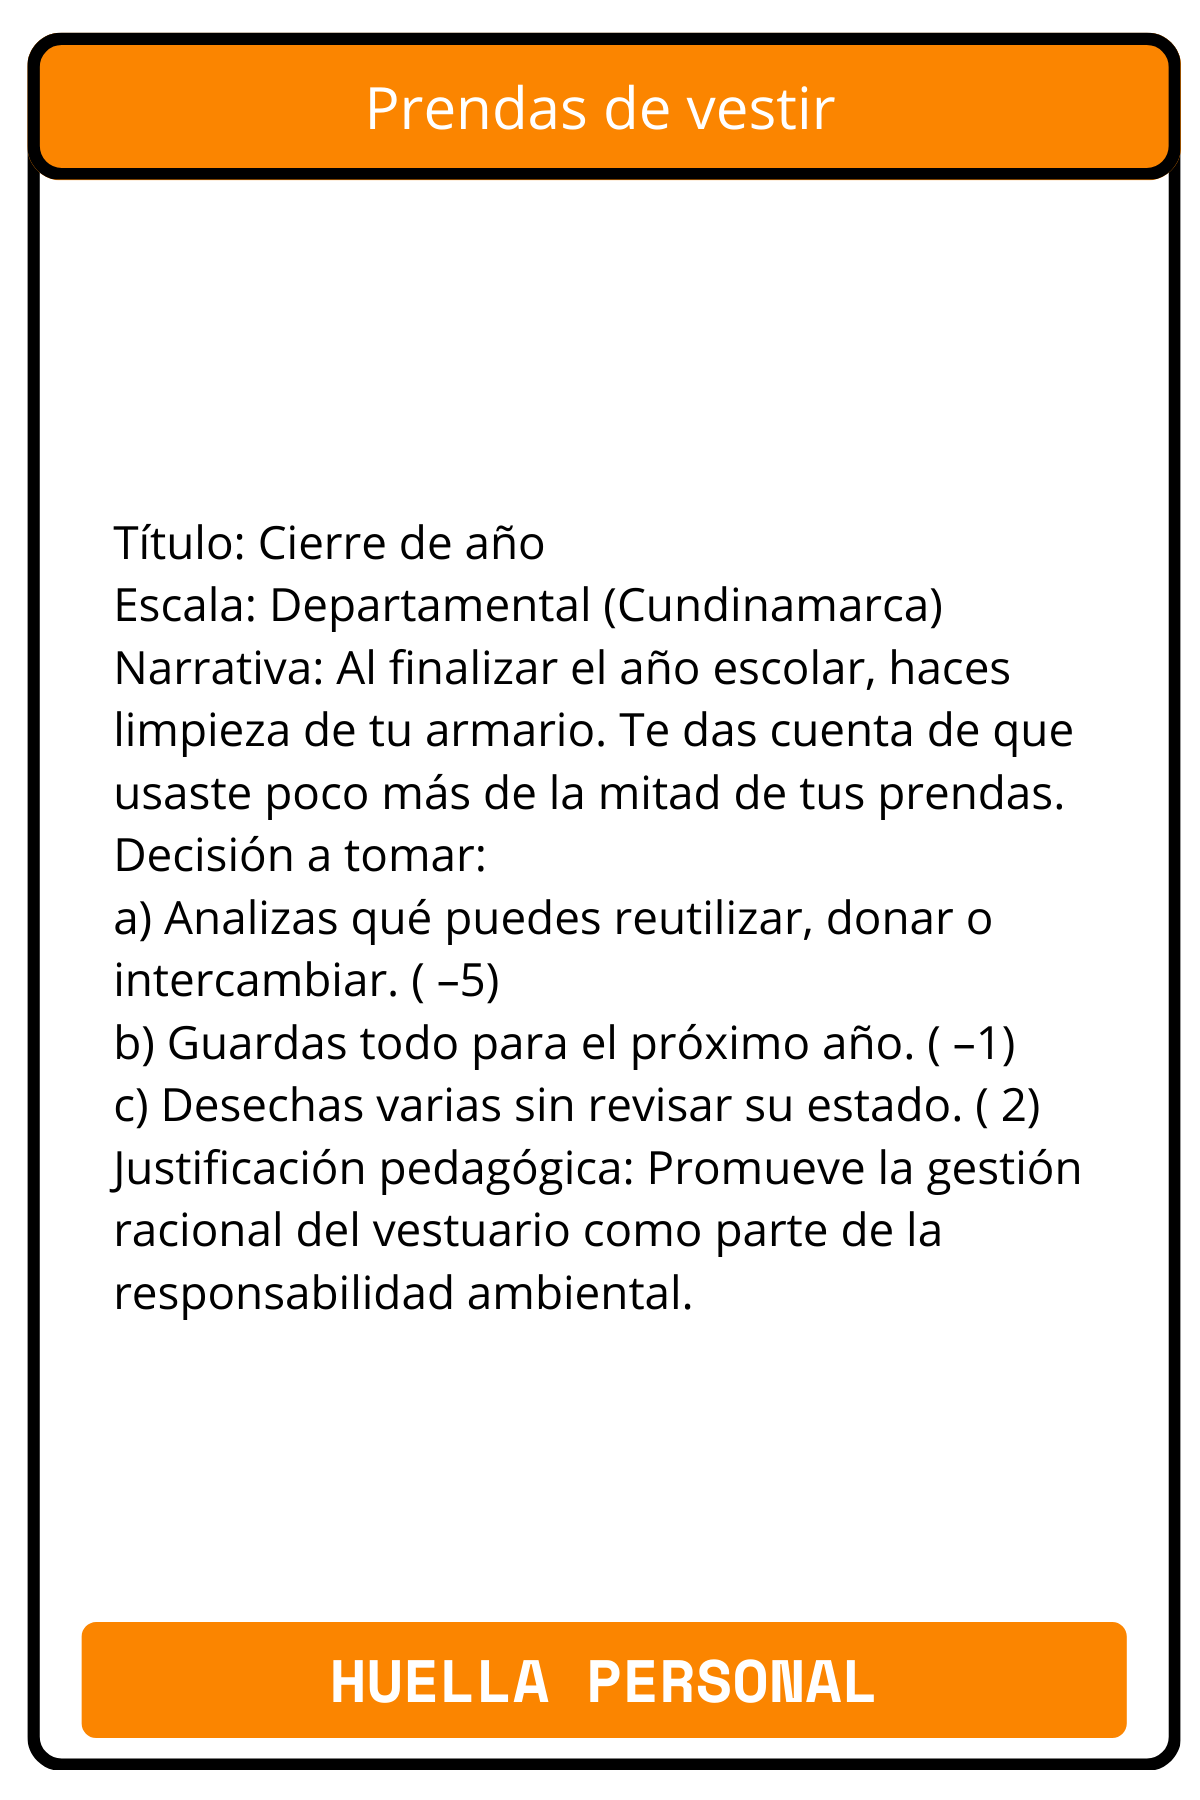 Prendas de vestir
Título: Cierre de año
Escala: Departamental (Cundinamarca)
Narrativa: Al finalizar el año escolar, haces
limpieza de tu armario. Te das cuenta de que
usaste poco más de la mitad de tus prendas.
Decisión a tomar:
a) Analizas qué puedes reutilizar, donar o
intercambiar. ( –5)
b) Guardas todo para el próximo año. ( –1)
c) Desechas varias sin revisar su estado. ( 2)
Justificación pedagógica: Promueve la gestión
racional del vestuario como parte de la
responsabilidad ambiental.
HUELLA PERSONAL